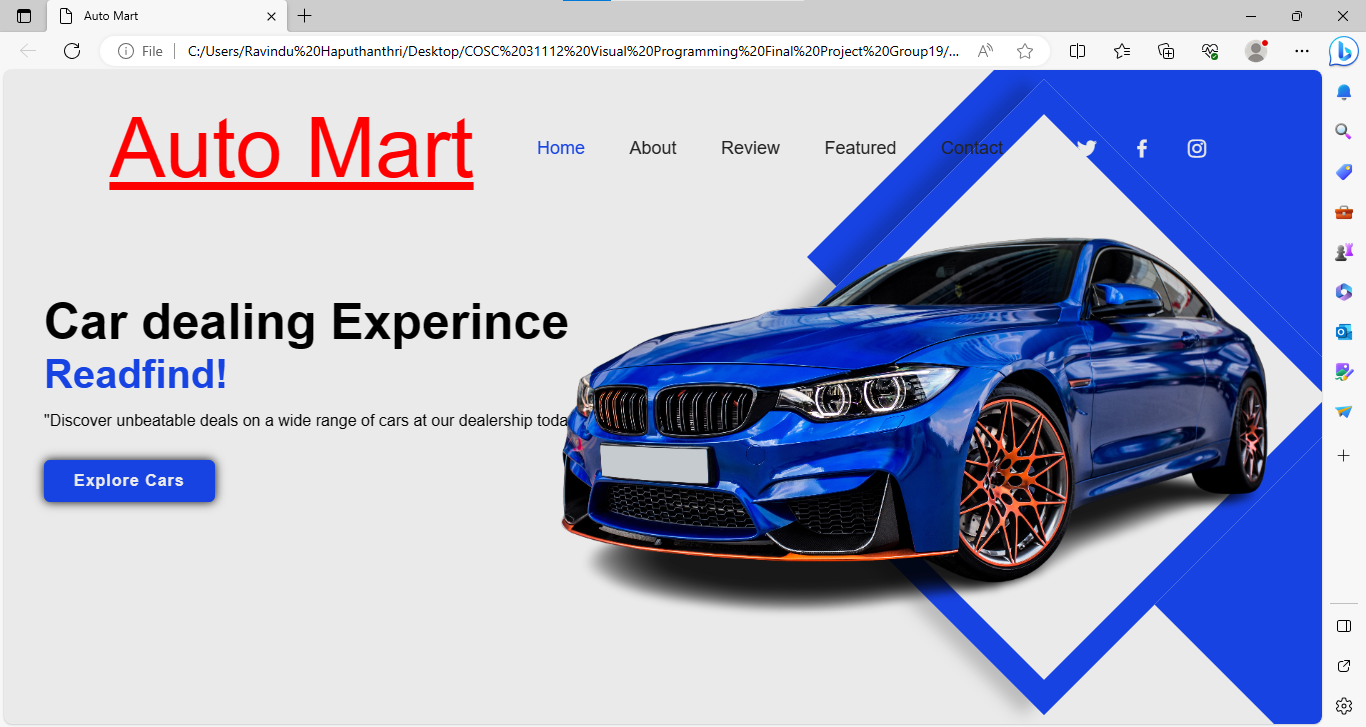 Auto Mart
File
C:/Users/Ravindu%20Haputhanthri/Desktop/COSC%2031112%20Visual%20Programming%20Final%20Project%20Group19/...
Auto Mart
Home About Review Featured Contact
Car dealing Experince
Readfind!
"Discover unbeatable deals on a wide range of cars at our dealership toda
Explore Cars